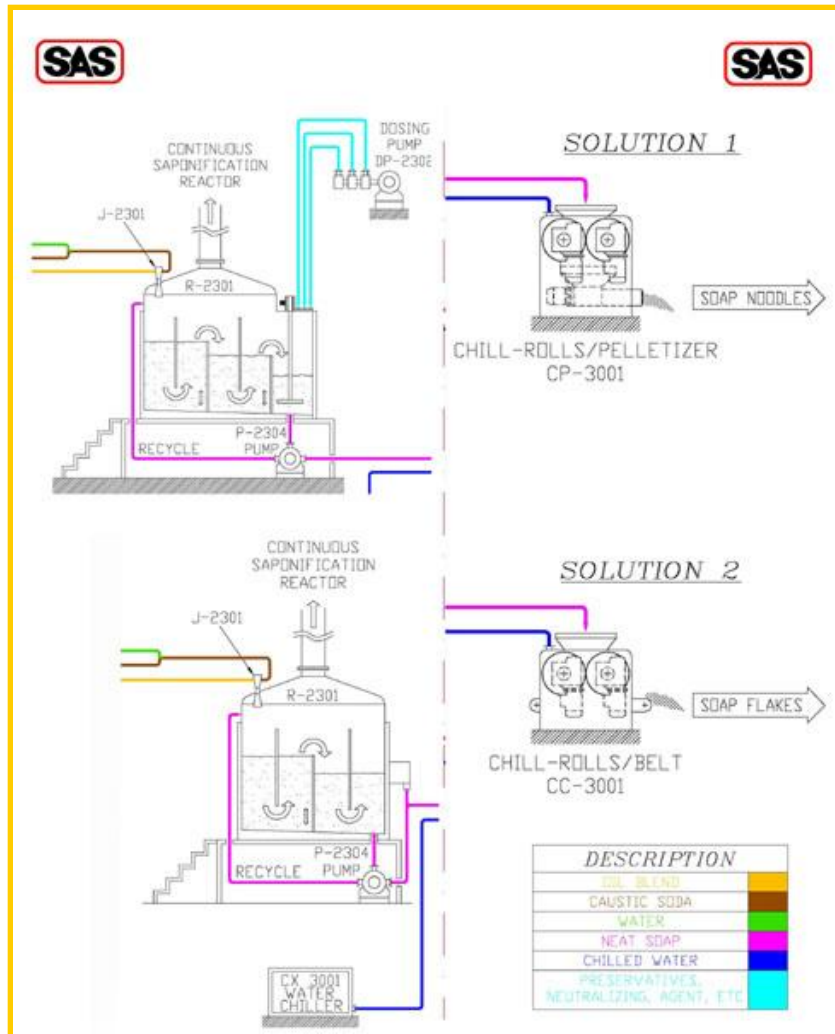 SAS
SAS
CONTINUOUS
SAPONIFICATION
REACTOR
DOSING
PUMP
DP-2302
J-2301
R-2301
P-2304
PUMP
RECYCLE
SOLUTION 1
SOAP NOODLES
CHILL-ROLLS/PELLETIZER
CP-3001
CONTINUOUS
SAPONIFICATION
REACTOR
J-2301
R-2301
P-2304
PUMP
RECYCLE
CX 3001
WATER
CHILLER
SOLUTION 2
SOAP FLAKES
CHILL-ROLLS/BELT
CC-3001
DESCRIPTION
OIL BLEND
CAUSTIC SODA
WATER
NEAT SOAP
CHILLED WATER
PRESERVATIVES,
NEUTRALIZING, AGENT, ETC